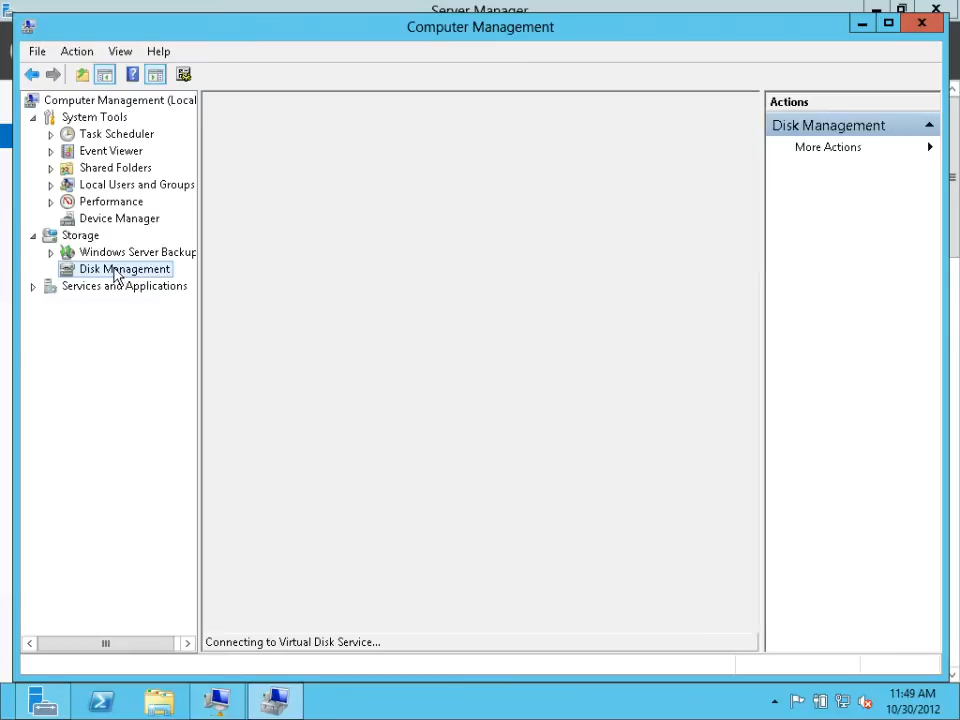 Server Manager
Computer Management
File Action View Help
Computer Management (Local
System Tools
Task Scheduler
Event Viewer
Shared Folders
Local Users and Groups
Performance
Device Manager
Storage
Windows Server Backup
Disk Management
Services and Applications
Connecting to Virtual Disk Service...
Actions
Disk Management
More Actions
11:49 AM
10/30/2012